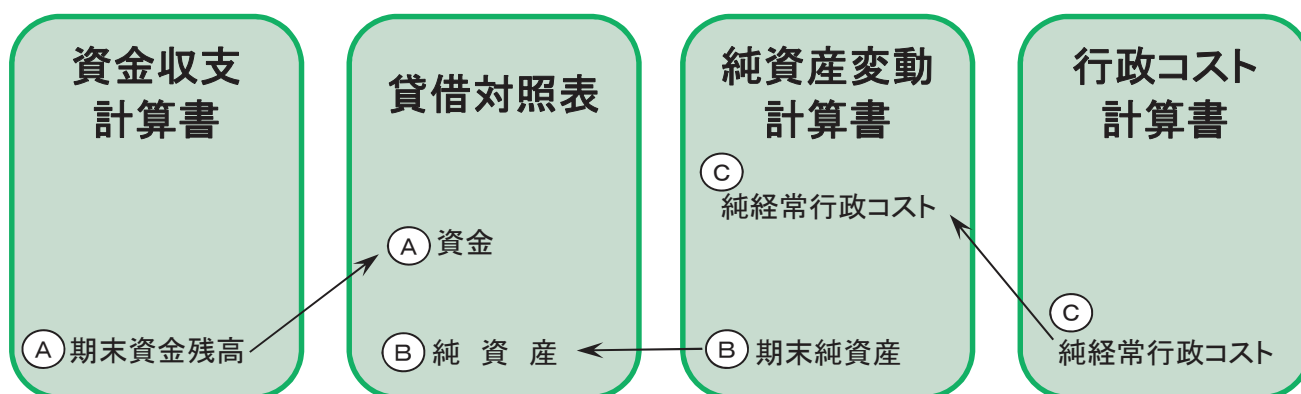 資金収支
計算書
Ⓐ 期末資金残高
貸借対照表
Ⓐ 資金
Ⓑ 純資産
純資産変動
計算書
Ⓒ
純経常行政コスト
Ⓑ 期末純資産
行政コスト
計算書
Ⓒ
純経常行政コスト